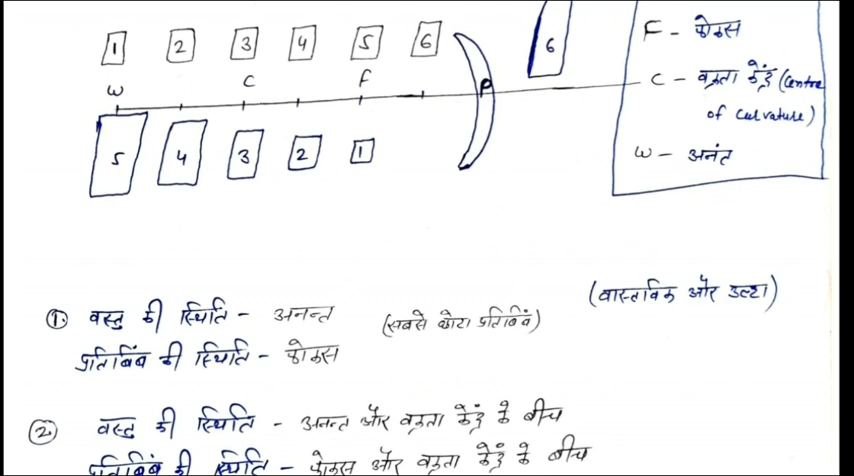 1 2 3 4 5 6
6
F - फोकस
W C F P
C - वक्रता केंद्र (Centre
of curvature)
5 4 3 2 1
W - अनंत
(वास्तविक और उल्टा)
1. वस्तु की स्थिति - अनन्त (सबसे छोटा प्रतिबिंब)
प्रतिबिंब की स्थिति - फोकस
2 वस्तु की स्थिति - अनन्त और वक्रता केंद्र के बीच
प्रतिबिंब की स्थिति - फोकस और वक्रता केंद्र के बीच